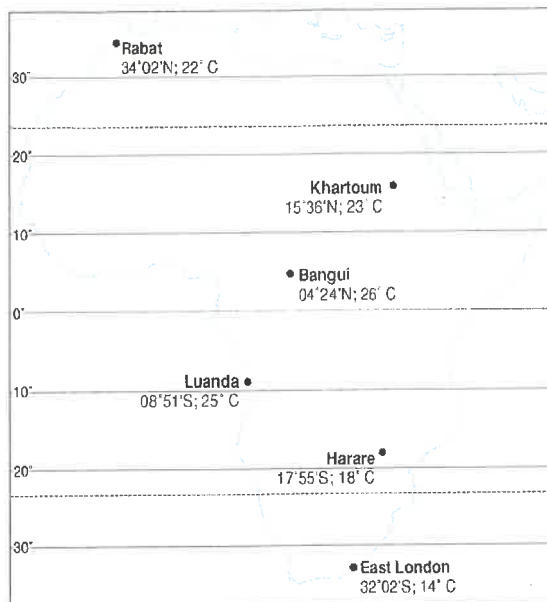 Rabat
34°02'N; 22° C
30°
20°
Khartoum
15°36'N; 23° C
10°
Bangui
04°24'N; 26° C
0°
Luanda
08°51'S; 25° C
10°
Harare
17°55'S; 18° C
20°
30°
East London
32°02'S; 14° C